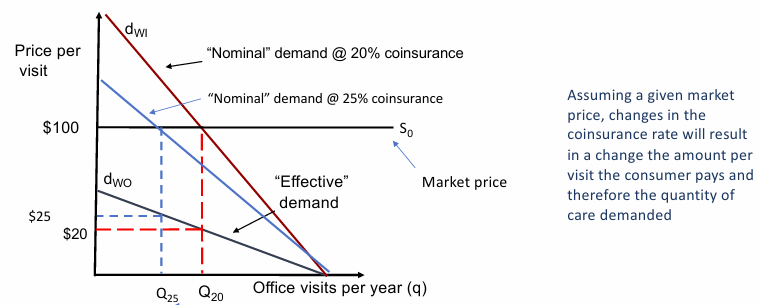 dWI
Price per
visit
“Nominal” demand @ 20% coinsurance
“Nominal” demand @ 25% coinsurance
$100
S0
Market price
dWO
“Effective”
demand
$25
$20
Q25
Q20
Office visits per year (q)
Assuming a given market
price, changes in the
coinsurance rate will result
in a change the amount per
visit the consumer pays and
therefore the quantity of
care demanded